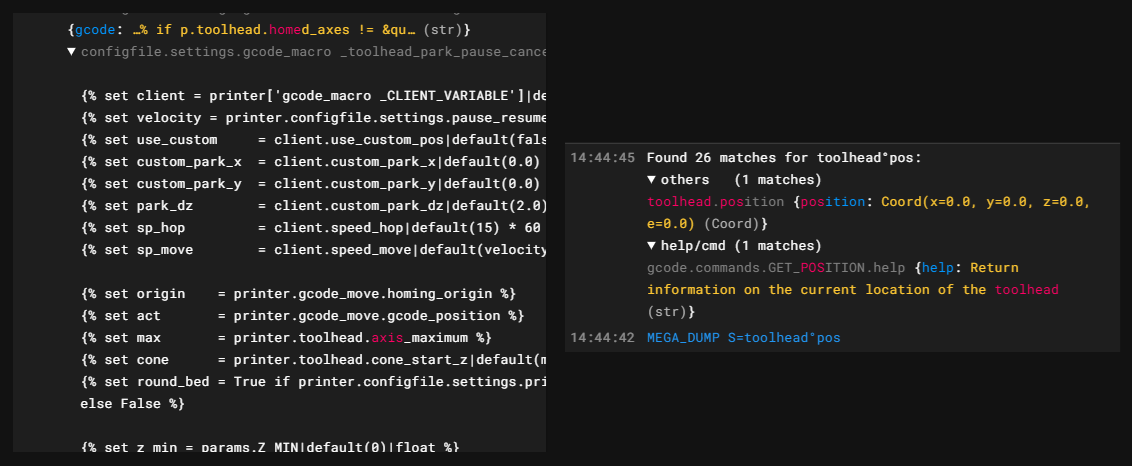 {gcode: …% if p.toolhead.homed_axes != &qu… (str)}
▼ configfile.settings.gcode_macro _toolhead_park_pause_cance
{% set client = printer['gcode_macro _CLIENT_VARIABLE']|de
{% set velocity = printer.configfile.settings.pause_resume
{% set use_custom     = client.use_custom_pos|default(fals
{% set custom_park_x  = client.custom_park_x|default(0.0)
{% set custom_park_y  = client.custom_park_y|default(0.0)
{% set park_dz        = client.custom_park_dz|default(2.0)
{% set sp_hop         = client.speed_hop|default(15) * 60
{% set sp_move        = client.speed_move|default(velocity
{% set origin    = printer.gcode_move.homing_origin %}
{% set act       = printer.gcode_move.gcode_position %}
{% set max       = printer.toolhead.axis_maximum %}
{% set cone      = printer.toolhead.cone_start_z|default(m
{% set round_bed = True if printer.configfile.settings.pri
else False %}
{% set z_min = params.Z_MIN|default(0)|float %}
14:44:45 Found 26 matches for toolhead°pos:
▼ others   (1 matches)
toolhead.position {position: Coord(x=0.0, y=0.0, z=0.0,
e=0.0) (Coord)}
▼ help/cmd (1 matches)
gcode.commands.GET_POSITION.help {help: Return
information on the current location of the toolhead
(str)}
14:44:42 MEGA_DUMP S=toolhead°pos